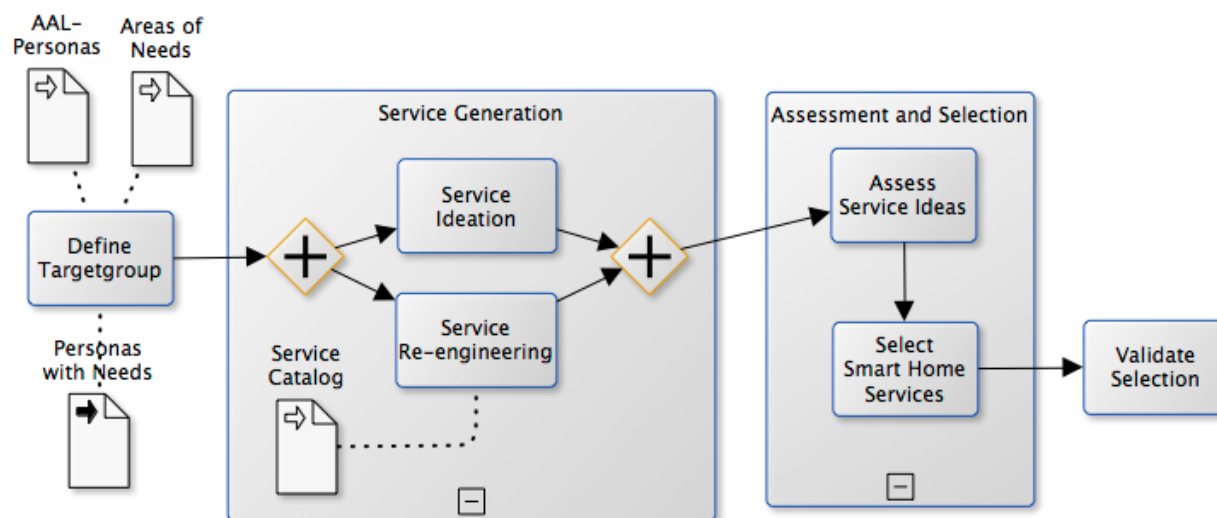 AAL-
Personas
Areas of
Needs
Define
Targetgroup
Personas
with Needs
Service Generation
Service
Ideation
Service
Re-engineering
Service
Catalog
Assessment and Selection
Assess
Service Ideas
Select
Smart Home
Services
Validate
Selection